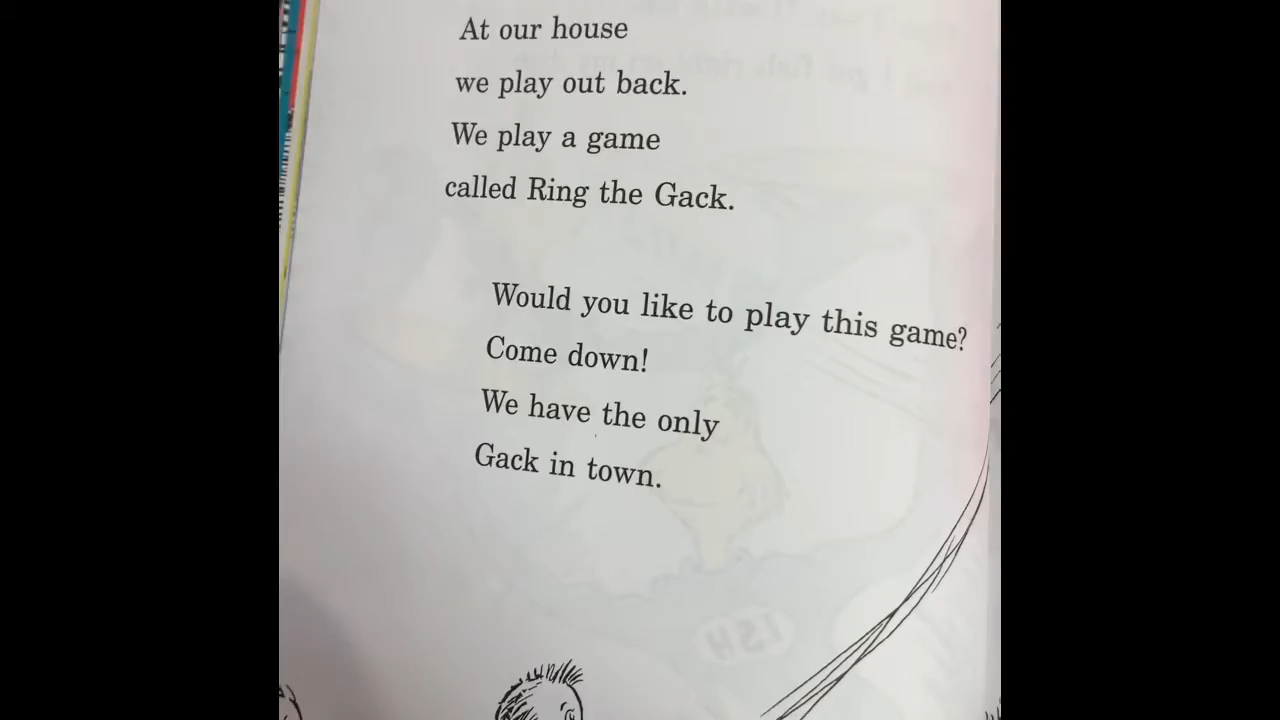 At our house
we play out back.
We play a game
called Ring the Gack.
Would you like to play this game?
Come down!
We have the only
Gack in town.